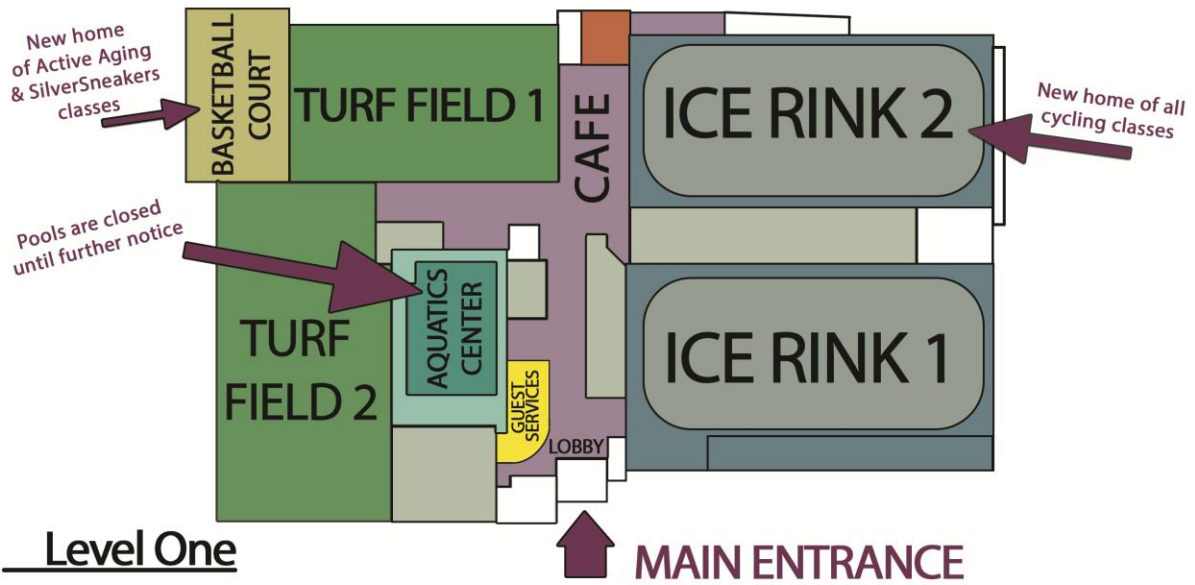 New home
of Active Aging
& SilverSneakers
classes
BASKETBALL
COURT
TURF FIELD 1
CAFE
ICE RINK 2
New home of all
cycling classes
Pools are closed
until further notice
TURF
FIELD 2
AQUATICS
CENTER
GUEST
SERVICES
LOBBY
ICE RINK 1
Level One
MAIN ENTRANCE